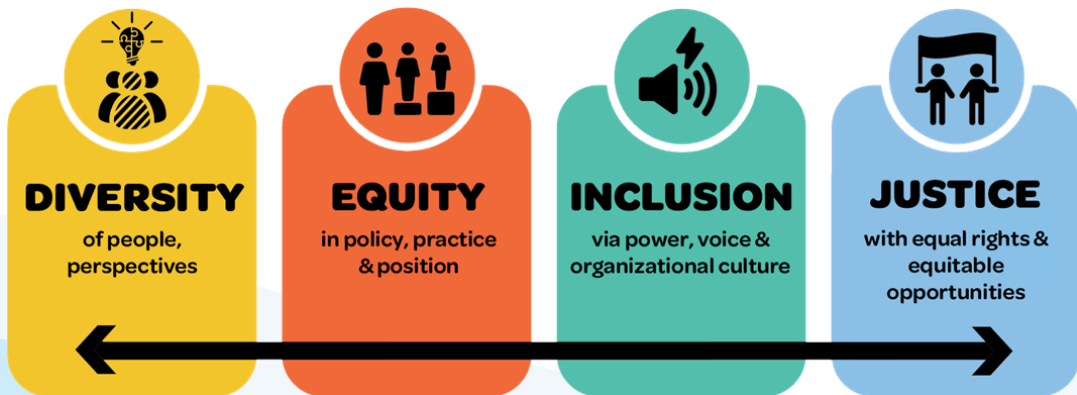 DIVERSITY
of people,
perspectives
EQUITY
in policy, practice
& position
INCLUSION
via power, voice &
organizational culture
JUSTICE
with equal rights &
equitable
opportunities